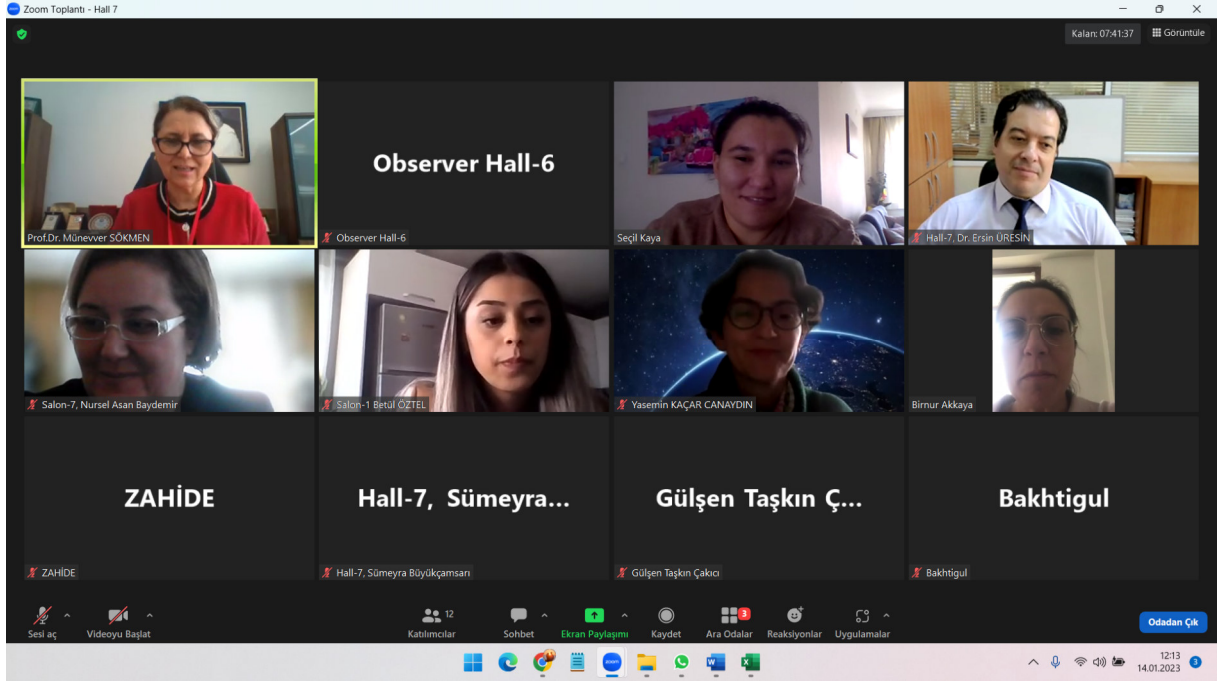 Zoom Toplantı - Hall 7
Kalan: 07:41:37
Görüntüle
Prof.Dr. Münevver SÖKMEN
Observer Hall-6
Observer Hall-6
Seçil Kaya
Hall-7, Dr. Ersin ÜRESİN
Salon-7, Nursel Asan Baydemir
Salon-1 Betül ÖZTEL
Yasemin KAÇAR CANAYDIN
Birnur Akkaya
ZAHİDE
Hall-7, Sümeyra...
Gülşen Taşkın Ç...
Bakhtigul
ZAHİDE
Hall-7, Sümeyra Büyükçamsarı
Gülşen Taşkın Çakıcı
Bakhtigul
Sesi aç
Videoyu Başlat
12
Katılımcılar
Sohbet
Ekran Paylaşımı
Kaydet
3
Ara Odalar
Reaksiyonlar
Uygulamalar
Odadan Çık
zoom
12:13
14.01.2023
3